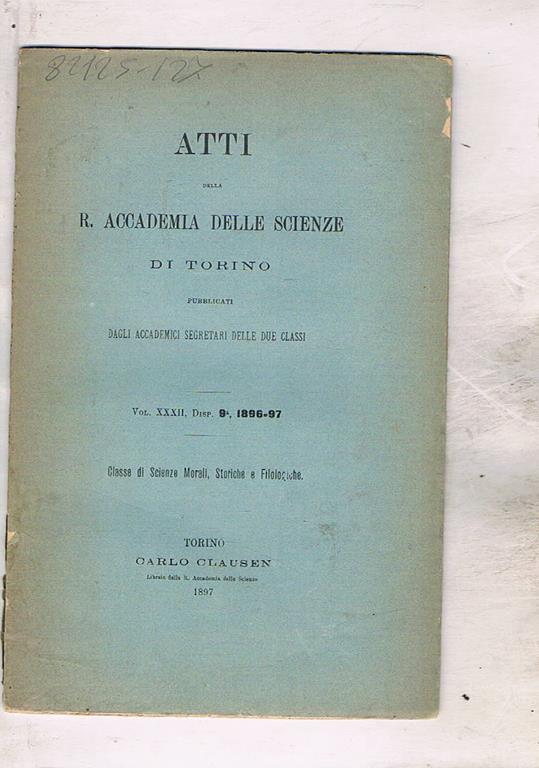 82125-127
ATTI
DELLA
R. ACCADEMIA DELLE SCIENZE
DI TORINO
PUBBLICATI
DAGLI ACCADEMICI SEGRETARI DELLE DUE CLASSI
VOL. XXXII, DISP. 9ª, 1896-97
Classe di Scienze Morali, Storiche e Filologiche.
TORINO
CARLO CLAUSEN
Libraio della R. Accademia delle Scienze
1897